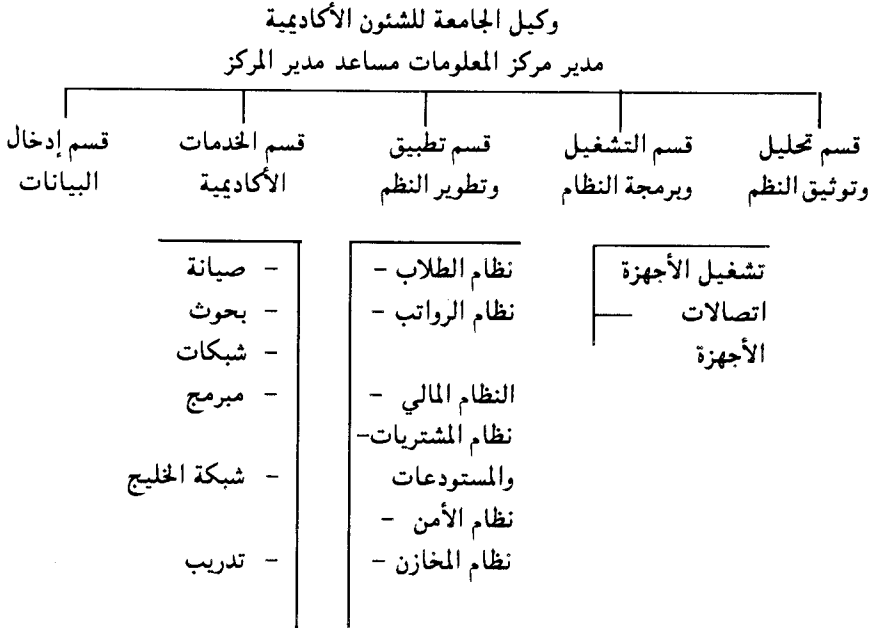 وكيل الجامعة للشئون الأكاديمية
مدير مركز المعلومات مساعد مدير المركز
قسم تحليل وتوثيق النظم
قسم التشغيل وبرمجة النظام
قسم تطبيق وتطوير النظم
قسم الخدمات الأكاديمية
قسم إدخال البيانات
تشغيل الأجهزة
اتصالات
الأجهزة
نظام الطلاب –
نظام الرواتب –
النظام المالي –
نظام المشتريات –
والمستودعات
نظام الأمن –
نظام المخازن –
– صيانة
– بحوث
– شبكات
– مبرمج
– شبكة الخليج
– تدريب